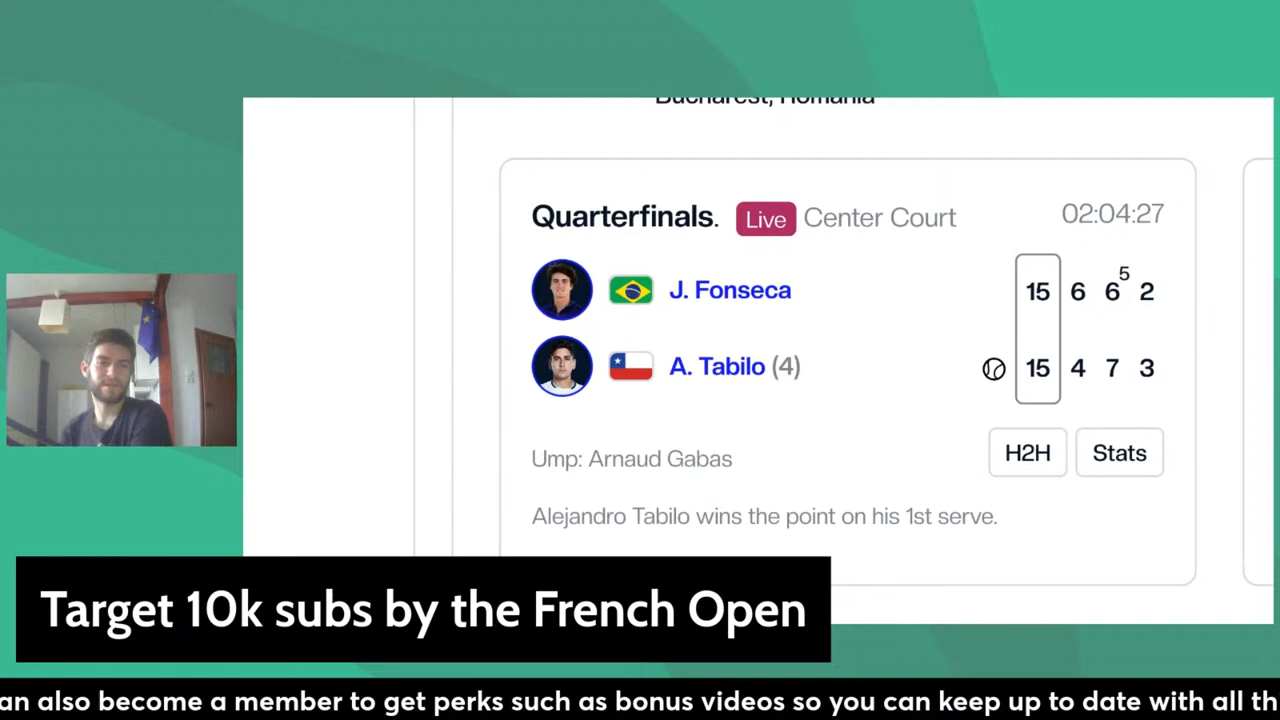 Bucharest, Romania
Quarterfinals. Live Center Court 02:04:27
J. Fonseca 15 6 6 5 2
A. Tabilo (4) 15 4 7 3
H2H Stats
Ump: Arnaud Gabas
Alejandro Tabilo wins the point on his 1st serve.
Target 10k subs by the French Open
an also become a member to get perks such as bonus videos so you can keep up to date with all th